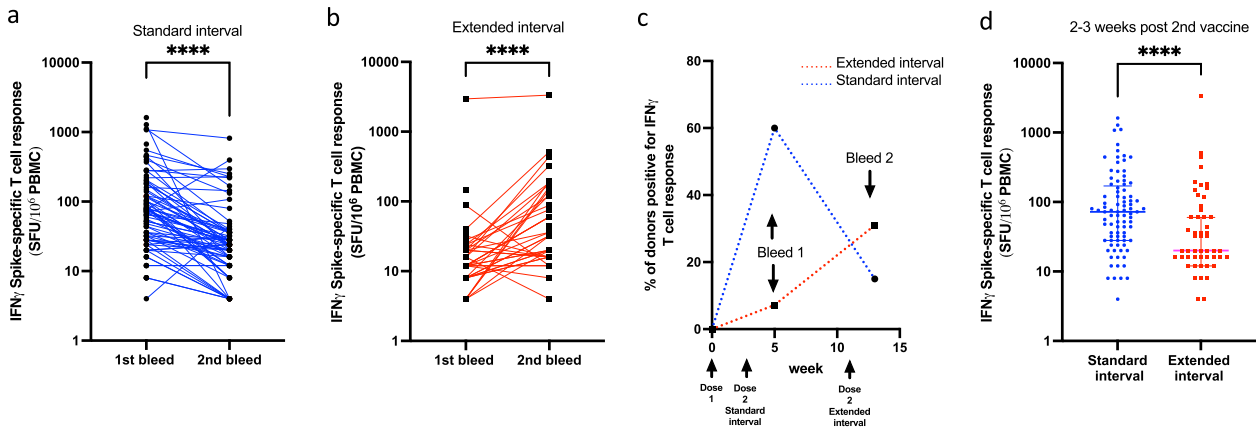 a
Standard interval
****
IFNγ Spike-specific T cell response
(SFU/10⁶ PBMC)
10000
1000
100
10
1
1st bleed
2nd bleed
b
Extended interval
****
IFNγ Spike-specific T cell response
(SFU/10⁶ PBMC)
10000
1000
100
10
1
1st bleed
2nd bleed
c
Extended interval
Standard interval
% of donors positive for IFNγ
T cell response
80
60
40
20
0
Bleed 2
Bleed 1
0
5
10
15
week
Dose
1
Dose
2
Standard
interval
Dose
2
Extended
interval
d
2-3 weeks post 2nd vaccine
****
IFNγ Spike-specific T cell response
(SFU/10⁶ PBMC)
10000
1000
100
10
1
Standard
interval
Extended
interval